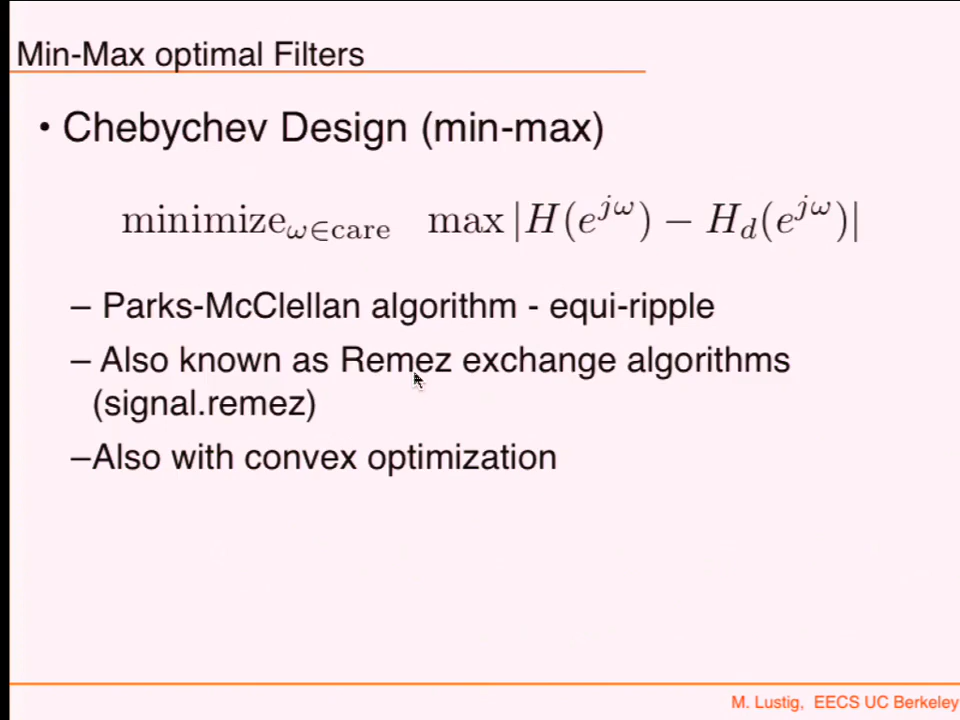 Min-Max optimal Filters
• Chebychev Design (min-max)
minimize_{ω∈care} max |H(e^{jω}) − H_d(e^{jω})|
– Parks-McClellan algorithm - equi-ripple
– Also known as Remez exchange algorithms
(signal.remez)
–Also with convex optimization
M. Lustig, EECS UC Berkeley